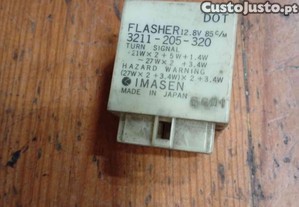 CustoJusto.pt
DOT
FLASHER 12.8V 85C/M
3211-205-320
TURN SIGNAL
21W×2+5W+1.4W
-27W×2+3.4W
HAZARD WARNING
(27W×2+3.4W)×2+3.4W
IMASEN
MADE IN JAPAN